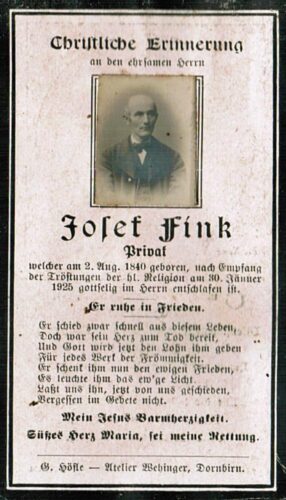 Christliche Erinnerung
an den ehrsamen Herrn
Josef Fink
Privat
welcher am 2. Aug. 1840 geboren, nach Empfang
der Tröstungen der hl. Religion am 30. Jänner
1925 gottselig im Herrn entschlafen ist.
Er ruhe in Frieden.
Er schied zwar schnell aus diesem Leben,
Doch war sein Herz zum Tod bereit,
Und Gott wird jetzt den Lohn ihm geben
Für jedes Werk der Frömmigkeit.
Er schenk ihm nun den ewigen Frieden,
Es leuchte ihm das ew'ge Licht.
Laßt uns ihn, jetzt von uns geschieden,
Vergessen im Gebete nicht.
Mein Jesus Barmherzigkeit.
Süßes Herz Maria, sei meine Rettung.
G. Höfle — Atelier Wehinger, Dornbirn.